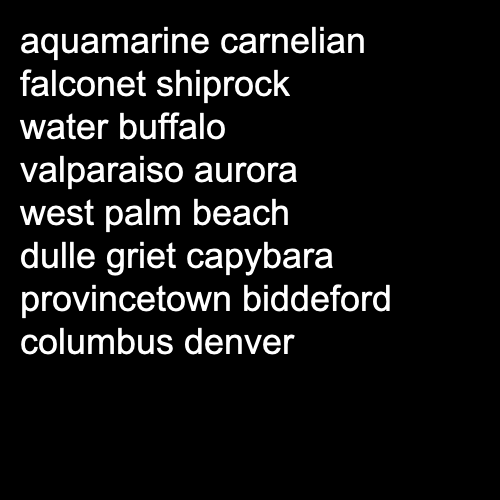 aquamarine carnelian
falconet shiprock
water buffalo
valparaiso aurora
west palm beach
dulle griet capybara
provincetown biddeford
columbus denver